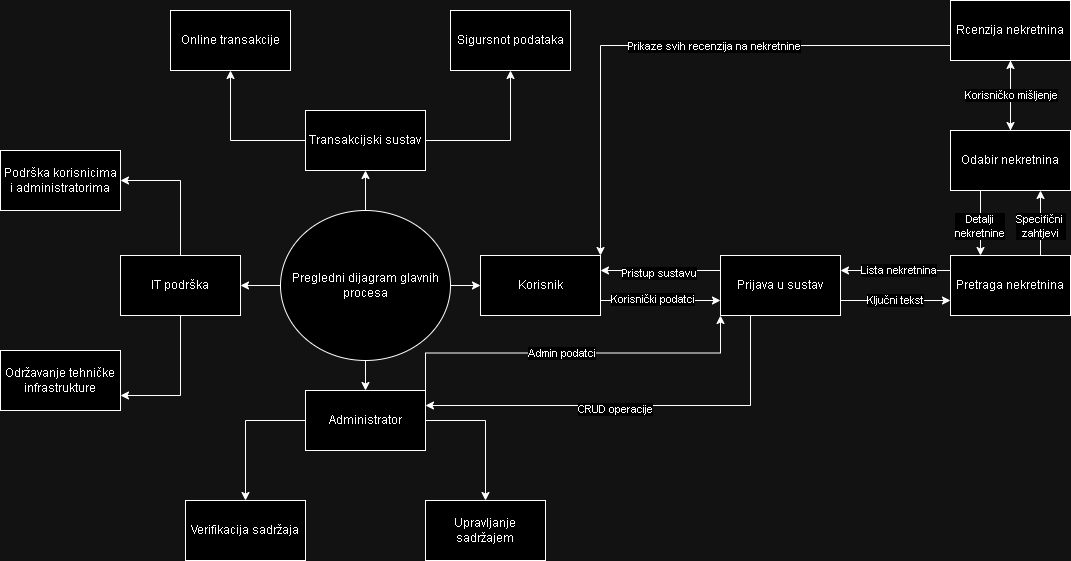 Rcenzija nekretnina
Online transakcije
Sigursnot podataka
Prikaze svih recenzija na nekretnine
Korisničko mišljenje
Transakcijski sustav
Odabir nekretnina
Podrška korisnicima
i administratorima
Detalji
nekretnine
Specifični
zahtjevi
IT podrška
Pregledni dijagram glavnih
procesa
Korisnik
Pristup sustavu
Korisnički podatci
Prijava u sustav
Lista nekretnina
Ključni tekst
Pretraga nekretnina
Održavanje tehničke
infrastrukture
Admin podatci
CRUD operacije
Administrator
Verifikacija sadržaja
Upravljanje
sadržajem